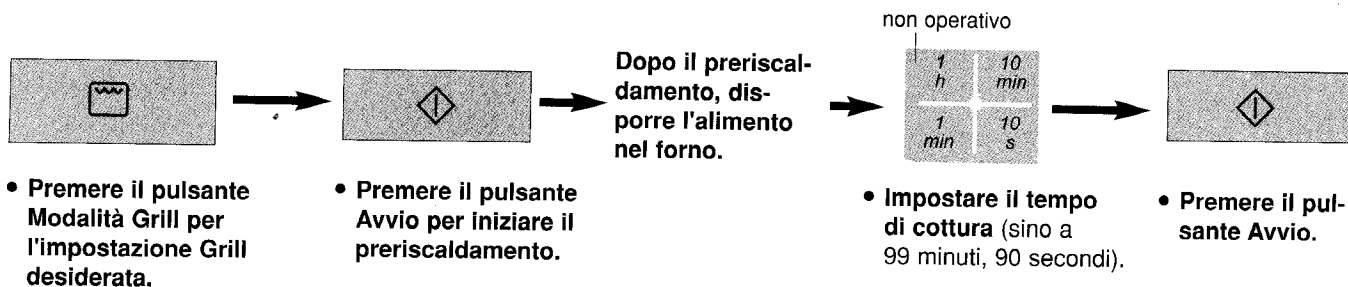 non operativo
1
h
10
min
1
min
10
s
Dopo il preriscal-
damento, dis-
porre l'alimento
nel forno.
• Premere il pulsante
Modalità Grill per
l'impostazione Grill
desiderata.
• Premere il pulsante
Avvio per iniziare il
preriscaldamento.
• Impostare il tempo
di cottura (sino a
99 minuti, 90 secondi).
• Premere il pul-
sante Avvio.